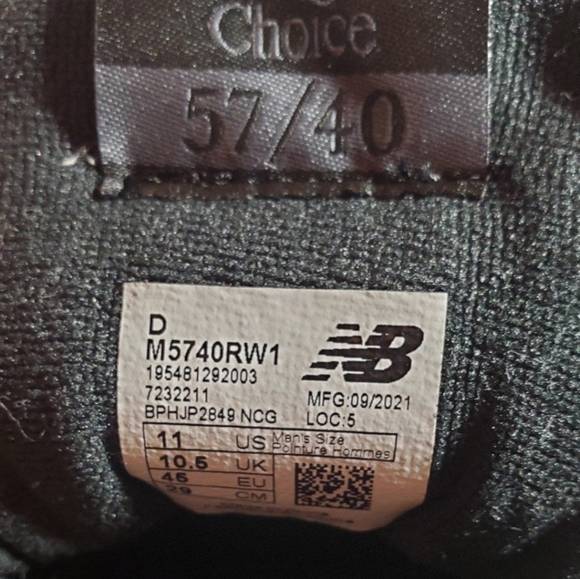 Choice
57/40
D
M5740RW1
195481292003
7232211
MFG:09/2021
BPHJP2849 NCG
LOC:5
NB
11 US Men's Size
Pointure Hommes
10.5 UK
45 EU
29 CM